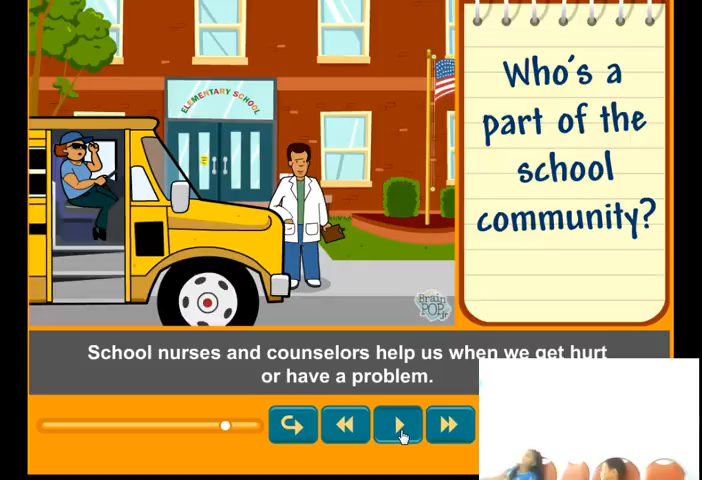 ELEMENTARY SCHOOL
Who's a
part of the
school
community?
Brain
POP jr
School nurses and counselors help us when we get hurt
or have a problem.